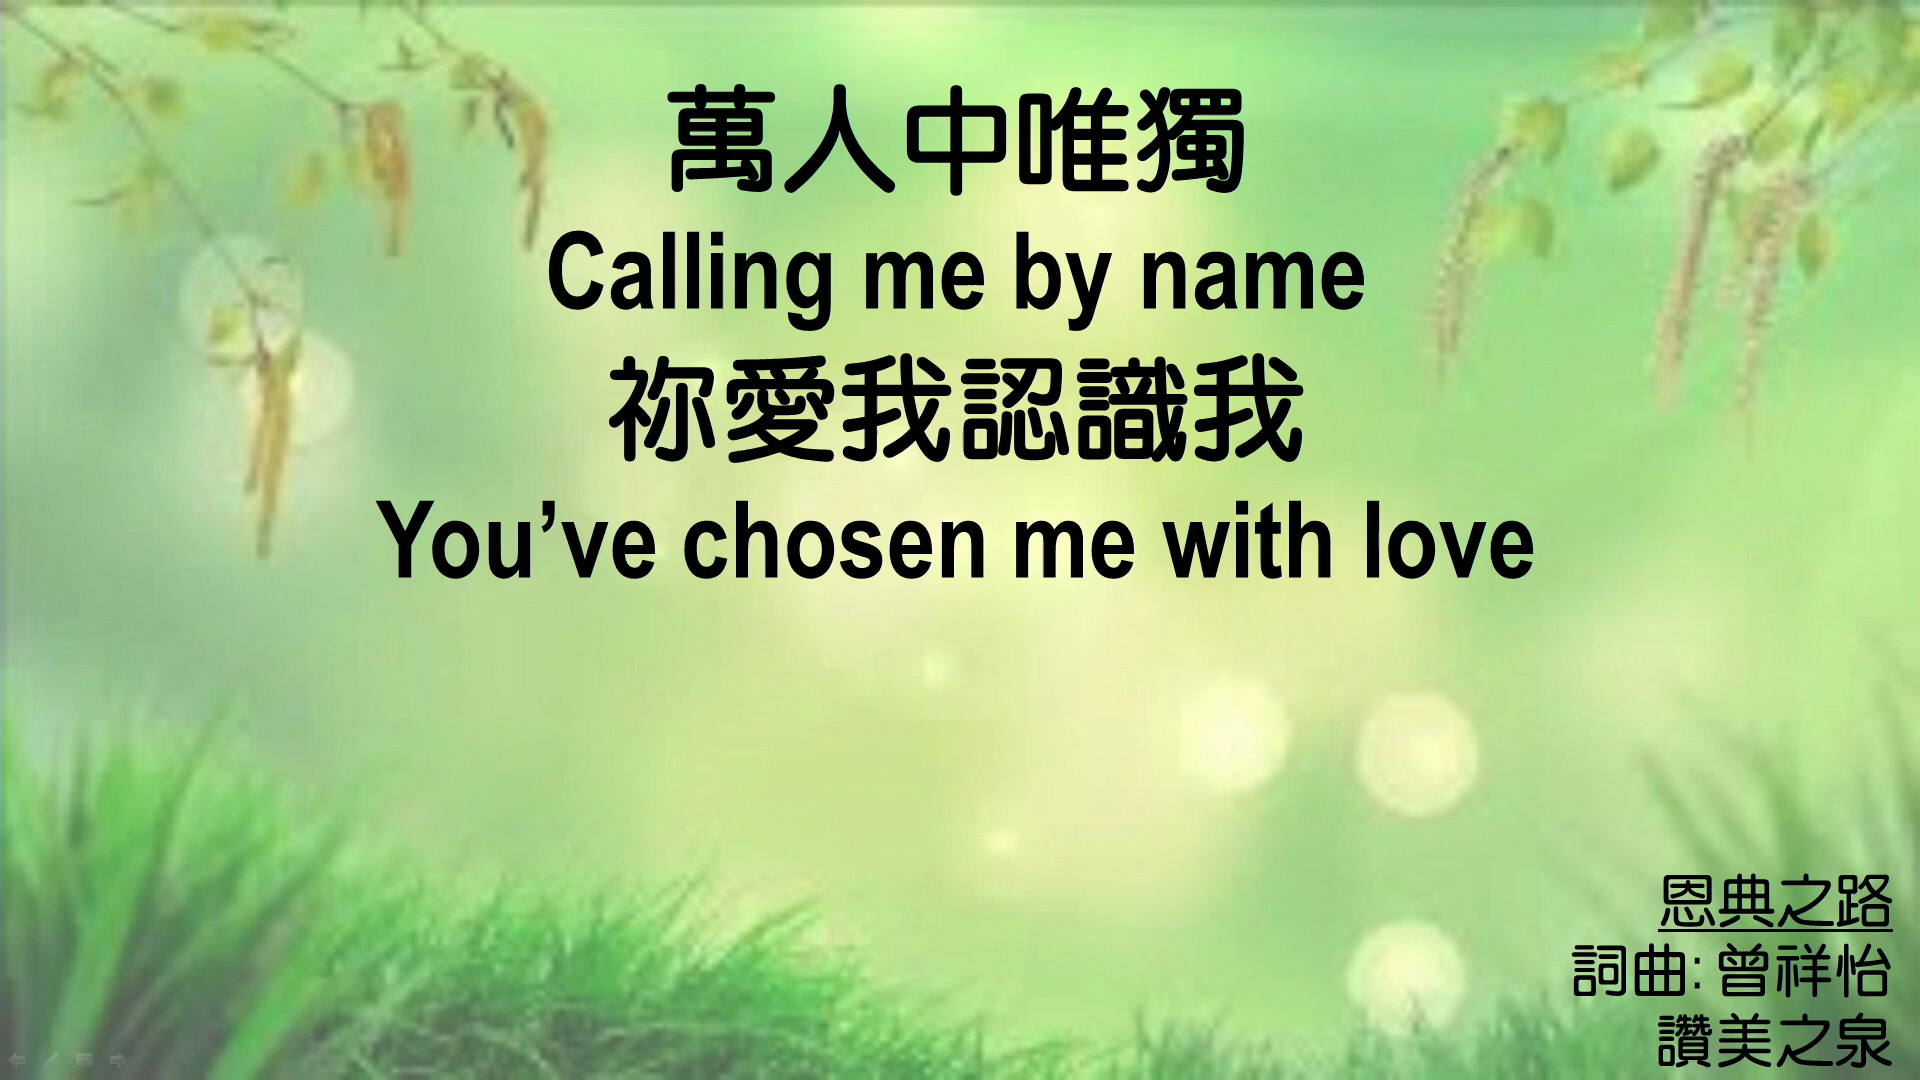 萬人中唯獨
Calling me by name
祢愛我認識我
You’ve chosen me with love
恩典之路
詞曲: 曾祥怡
讚美之泉